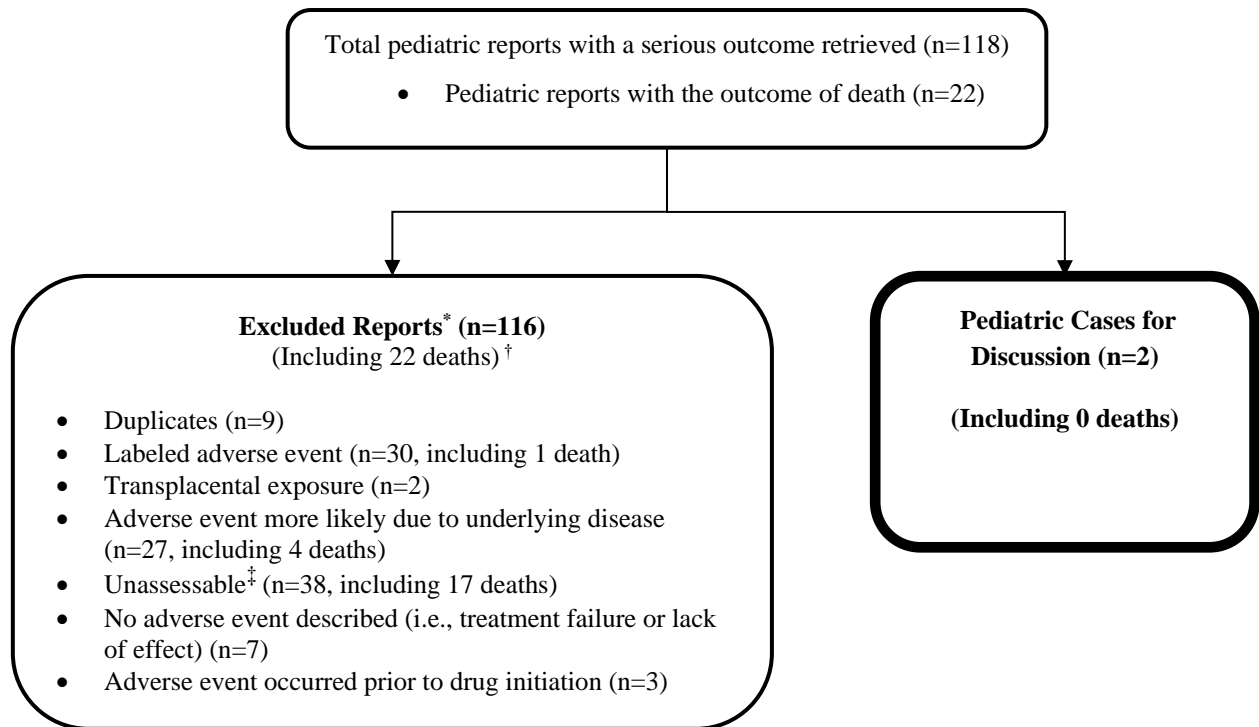 Total pediatric reports with a serious outcome retrieved (n=118)
• Pediatric reports with the outcome of death (n=22)
Excluded Reports* (n=116)
(Including 22 deaths) †
• Duplicates (n=9)
• Labeled adverse event (n=30, including 1 death)
• Transplacental exposure (n=2)
• Adverse event more likely due to underlying disease
(n=27, including 4 deaths)
• Unassessable‡ (n=38, including 17 deaths)
• No adverse event described (i.e., treatment failure or lack
of effect) (n=7)
• Adverse event occurred prior to drug initiation (n=3)
Pediatric Cases for
Discussion (n=2)
(Including 0 deaths)